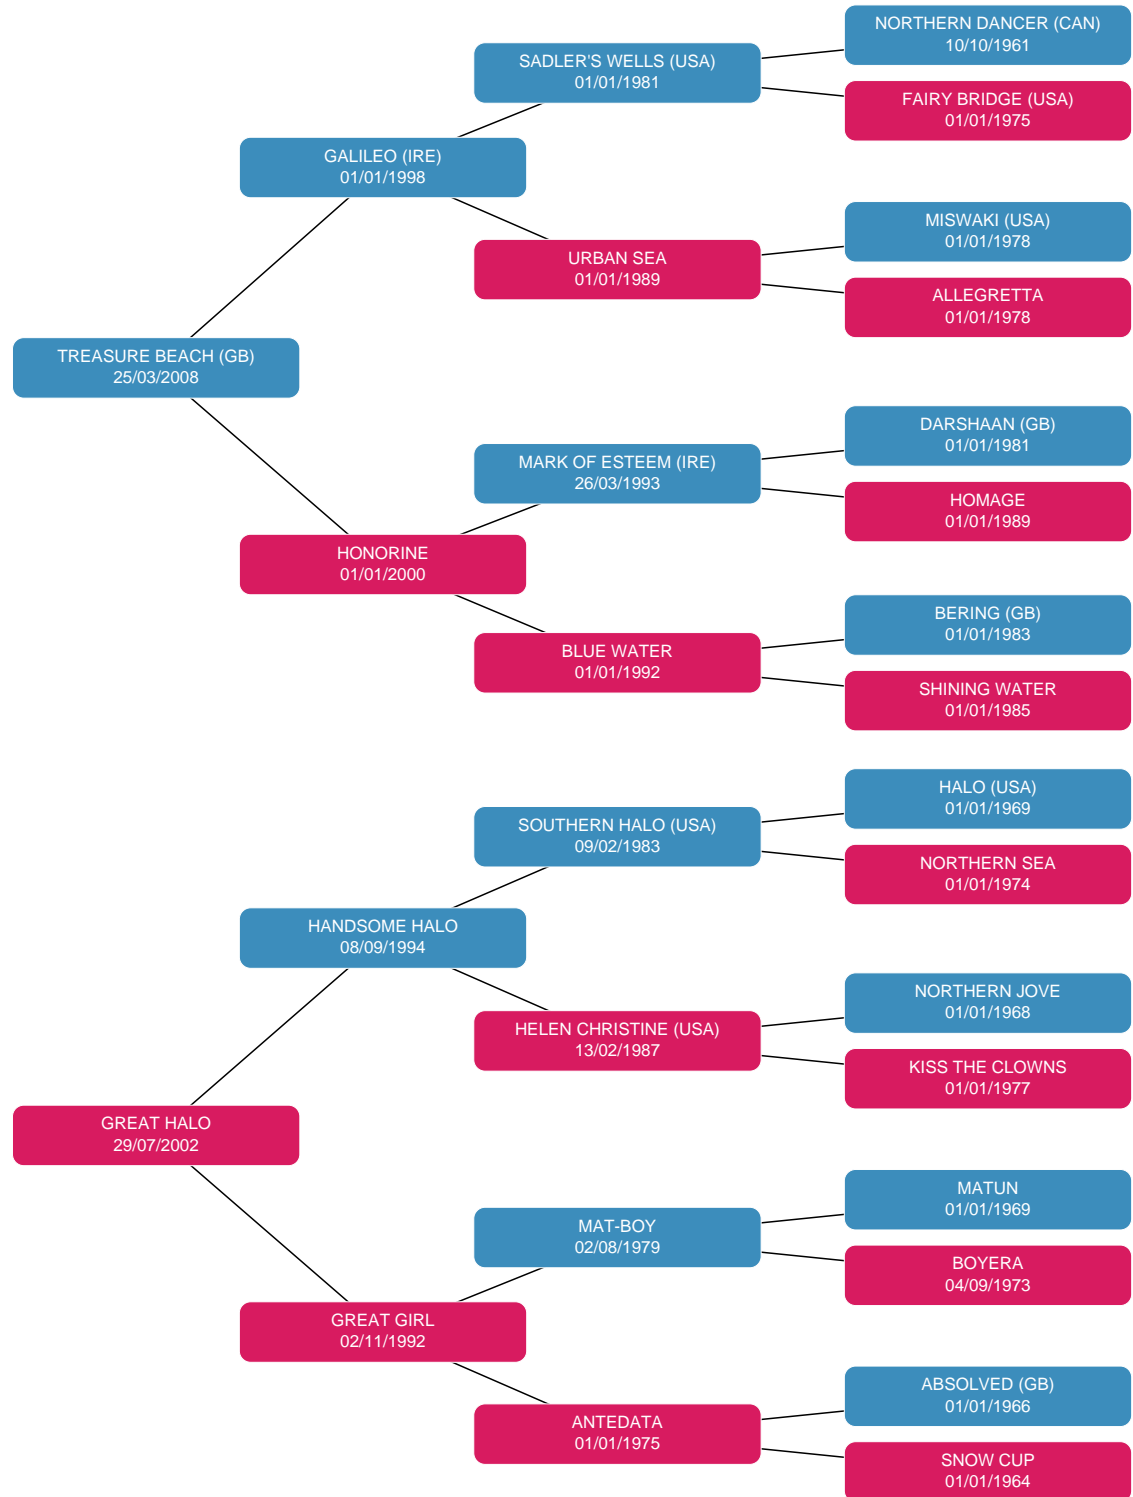 NORTHERN DANCER (CAN)
10/10/1961
SADLER'S WELLS (USA)
01/01/1981
FAIRY BRIDGE (USA)
01/01/1975
GALILEO (IRE)
01/01/1998
MISWAKI (USA)
01/01/1978
URBAN SEA
01/01/1989
ALLEGRETTA
01/01/1978
TREASURE BEACH (GB)
25/03/2008
DARSHAAN (GB)
01/01/1981
MARK OF ESTEEM (IRE)
26/03/1993
HOMAGE
01/01/1989
HONORINE
01/01/2000
BERING (GB)
01/01/1983
BLUE WATER
01/01/1992
SHINING WATER
01/01/1985
HALO (USA)
01/01/1969
SOUTHERN HALO (USA)
09/02/1983
NORTHERN SEA
01/01/1974
HANDSOME HALO
08/09/1994
NORTHERN JOVE
01/01/1968
HELEN CHRISTINE (USA)
13/02/1987
KISS THE CLOWNS
01/01/1977
GREAT HALO
29/07/2002
MATUN
01/01/1969
MAT-BOY
02/08/1979
BOYERA
04/09/1973
GREAT GIRL
02/11/1992
ABSOLVED (GB)
01/01/1966
ANTEDATA
01/01/1975
SNOW CUP
01/01/1964